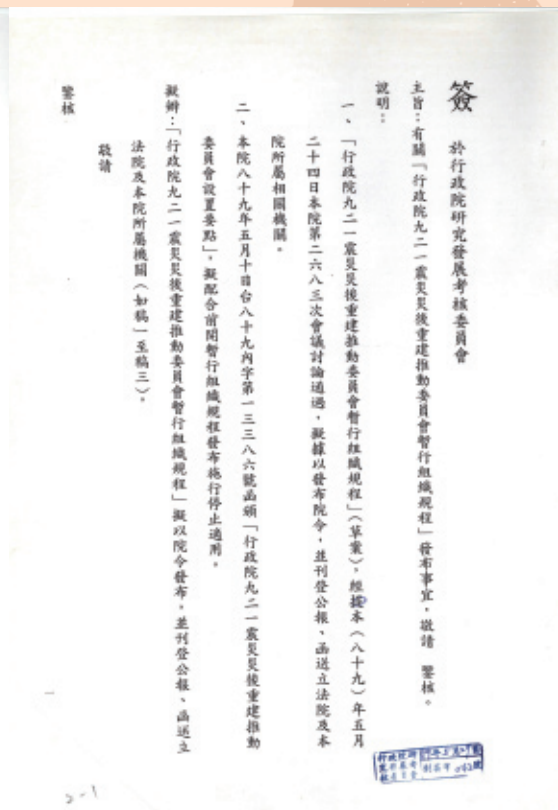 簽　於行政院研究發展考核委員會
主旨：有關「行政院九二一震災災後重建推動委員會暫行組織規程」發布事宜，敬請　鑒核。
說明：
一、「行政院九二一震災災後重建推動委員會暫行組織規程」（草案），經提本（八十九）年五月
二十四日本院第二六八三次會議討論通過，擬據以發布院令，並刊登公報、函送立法院及本
院所屬相關機關。
二、本院八十九年五月十日台八十九內字第一三三八六號函頒「行政院九二一震災災後重建推動
委員會設置要點」，擬配合前開暫行組織規程發布施行停止適用。
擬辦：「行政院九二一震災災後重建推動委員會暫行組織規程」擬以院令發布，並刊登公報、函送立
法院及本院所屬機關（如稿一至稿三）。
敬請
鑒核
2-1